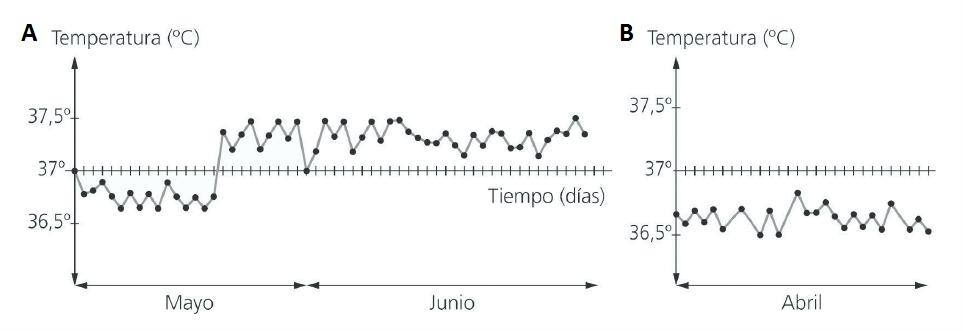 A Temperatura (ºC)
37,5º
37º
36,5º
Tiempo (días)
Mayo
Junio
B Temperatura (ºC)
37,5º
37º
36,5º
Abril